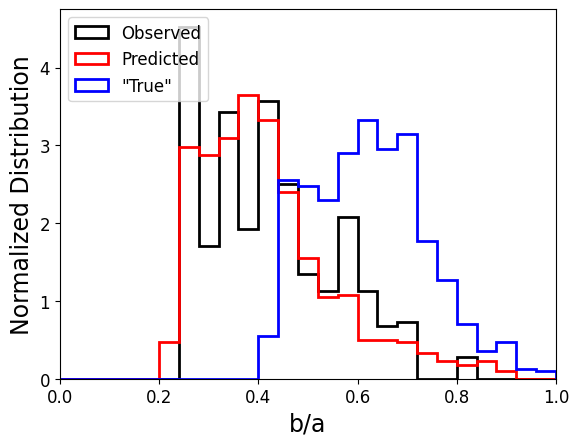 Observed
Predicted
"True"
Normalized Distribution
4
3
2
1
0
0.0 0.2 0.4 0.6 0.8 1.0
b/a